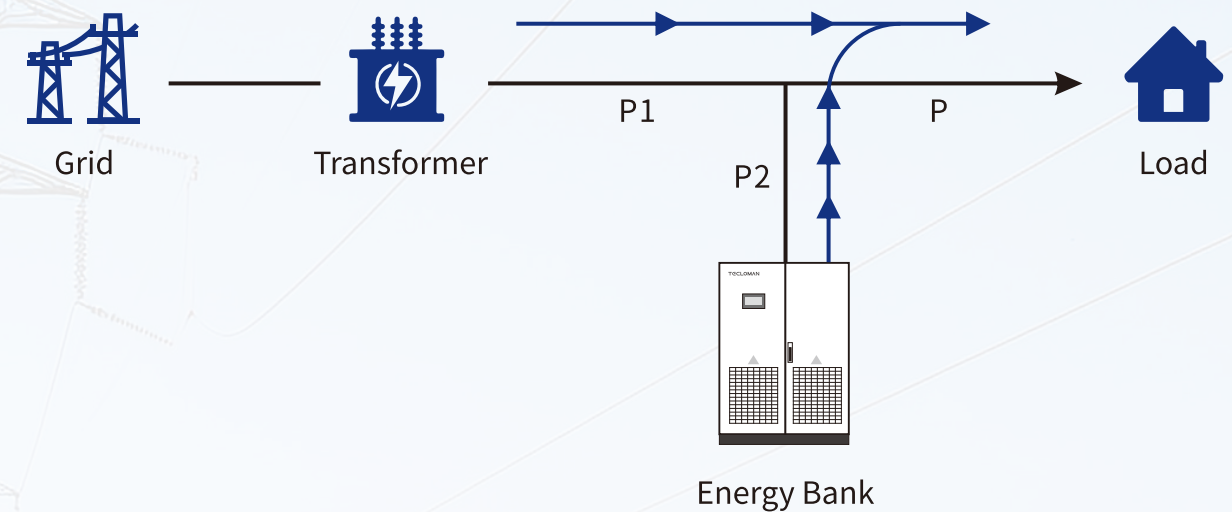 P1
P
Grid
Transformer
Load
P2
TECLOMAN
Energy Bank